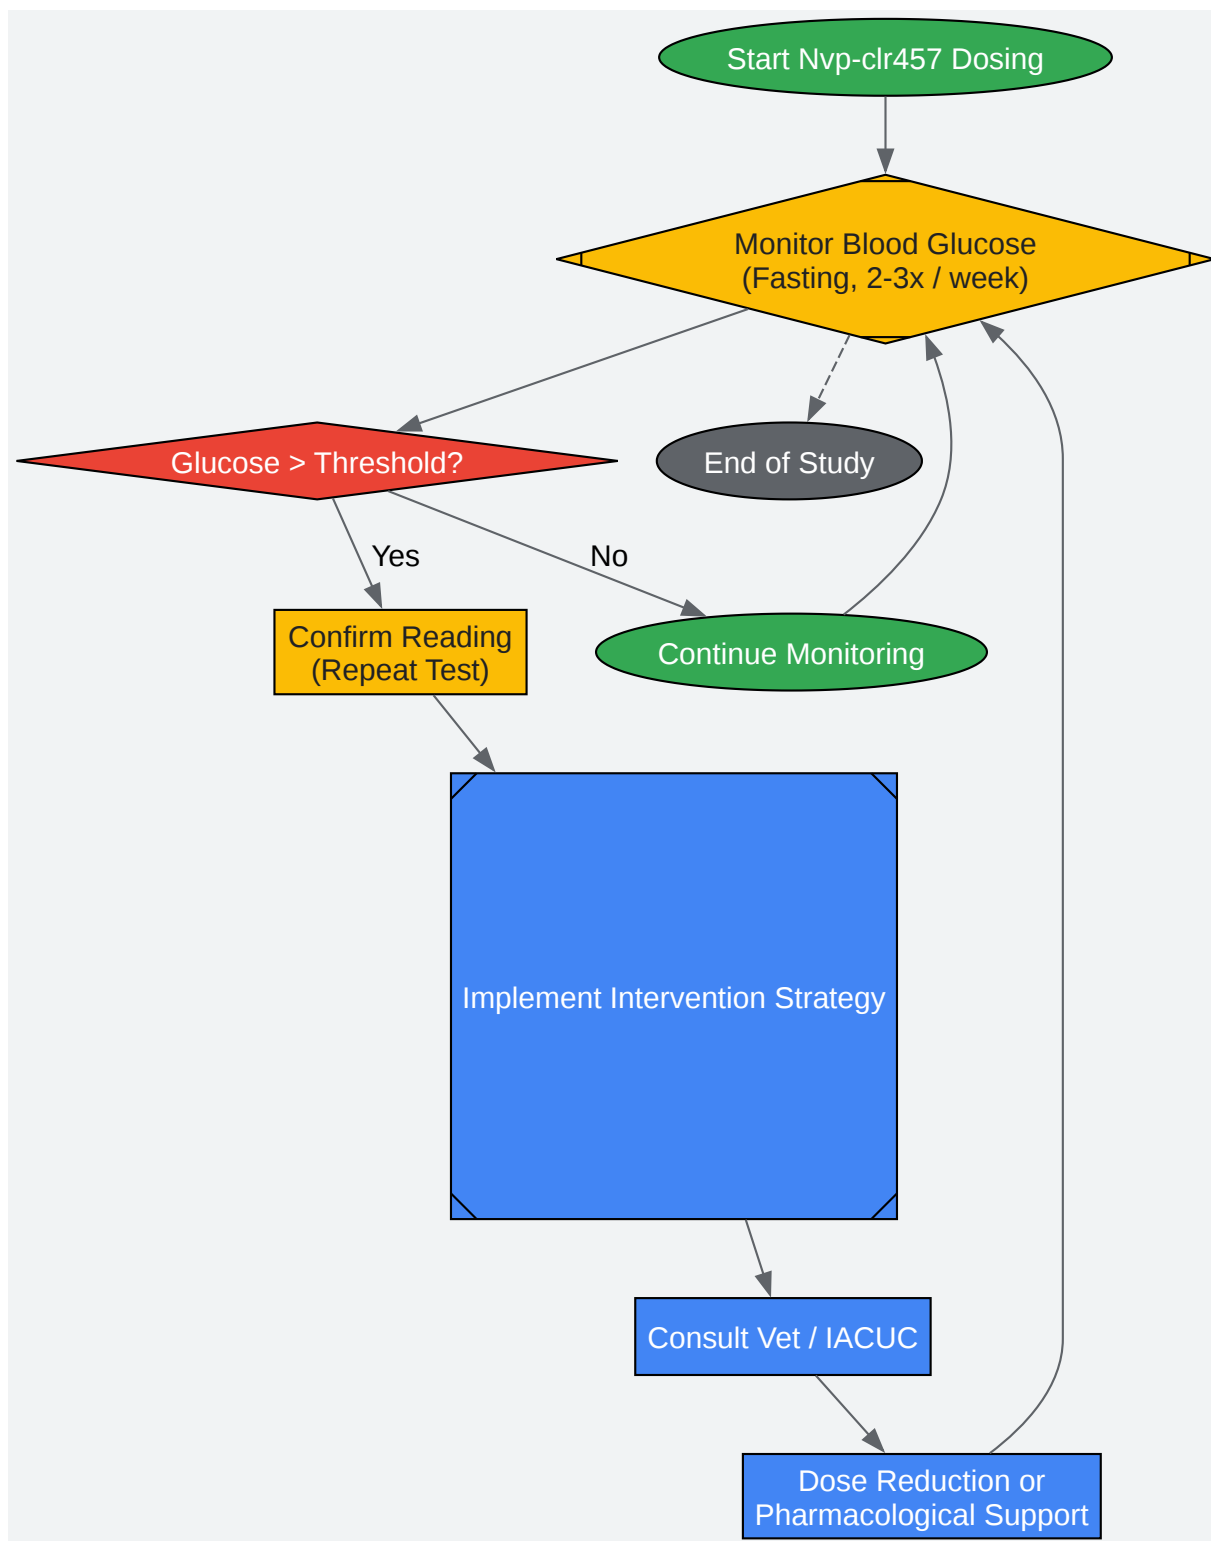 Start Nvp-clr457 Dosing
Monitor Blood Glucose
(Fasting, 2-3x / week)
Glucose > Threshold?
End of Study
Yes
No
Confirm Reading
(Repeat Test)
Continue Monitoring
Implement Intervention Strategy
Consult Vet / IACUC
Dose Reduction or
Pharmacological Support